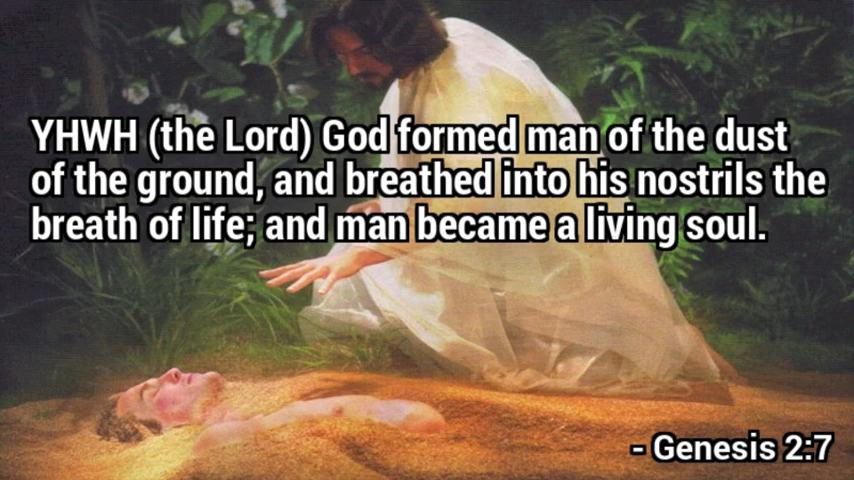 YHWH (the Lord) God formed man of the dust
of the ground, and breathed into his nostrils the
breath of life; and man became a living soul.
- Genesis 2:7